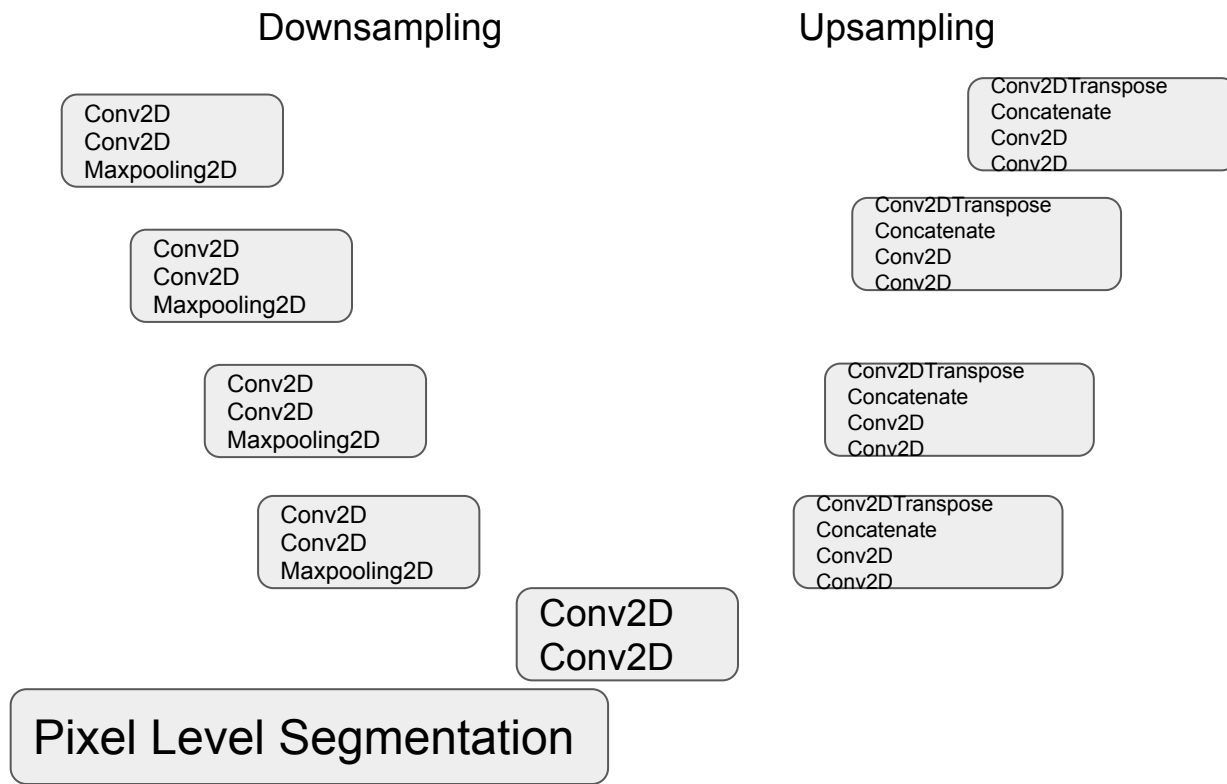 Downsampling
Upsampling
Conv2D
Conv2D
Maxpooling2D
Conv2D
Conv2D
Maxpooling2D
Conv2D
Conv2D
Maxpooling2D
Conv2D
Conv2D
Maxpooling2D
Conv2D
Conv2D
Conv2DTranspose
Concatenate
Conv2D
Conv2D
Conv2DTranspose
Concatenate
Conv2D
Conv2D
Conv2DTranspose
Concatenate
Conv2D
Conv2D
Conv2DTranspose
Concatenate
Conv2D
Conv2D
Pixel Level Segmentation